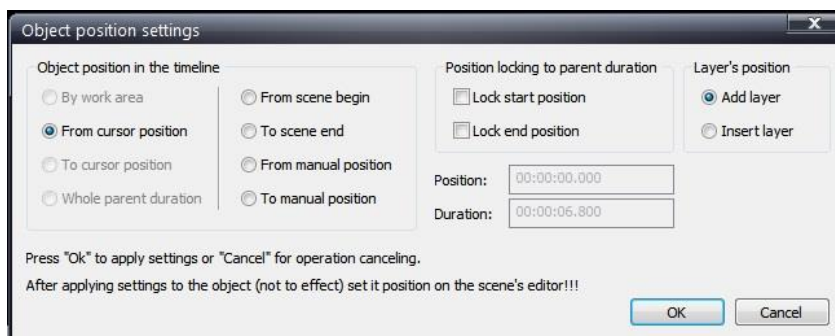 Object position settings
X
Object position in the timeline
By work area
From cursor position
To cursor position
Whole parent duration
From scene begin
To scene end
From manual position
To manual position
Position locking to parent duration
Lock start position
Lock end position
Layer's position
Add layer
Insert layer
Position: 00:00:00.000
Duration: 00:00:06.800
Press "Ok" to apply settings or "Cancel" for operation canceling.
After applying settings to the object (not to effect) set it position on the scene's editor!!!
OK Cancel